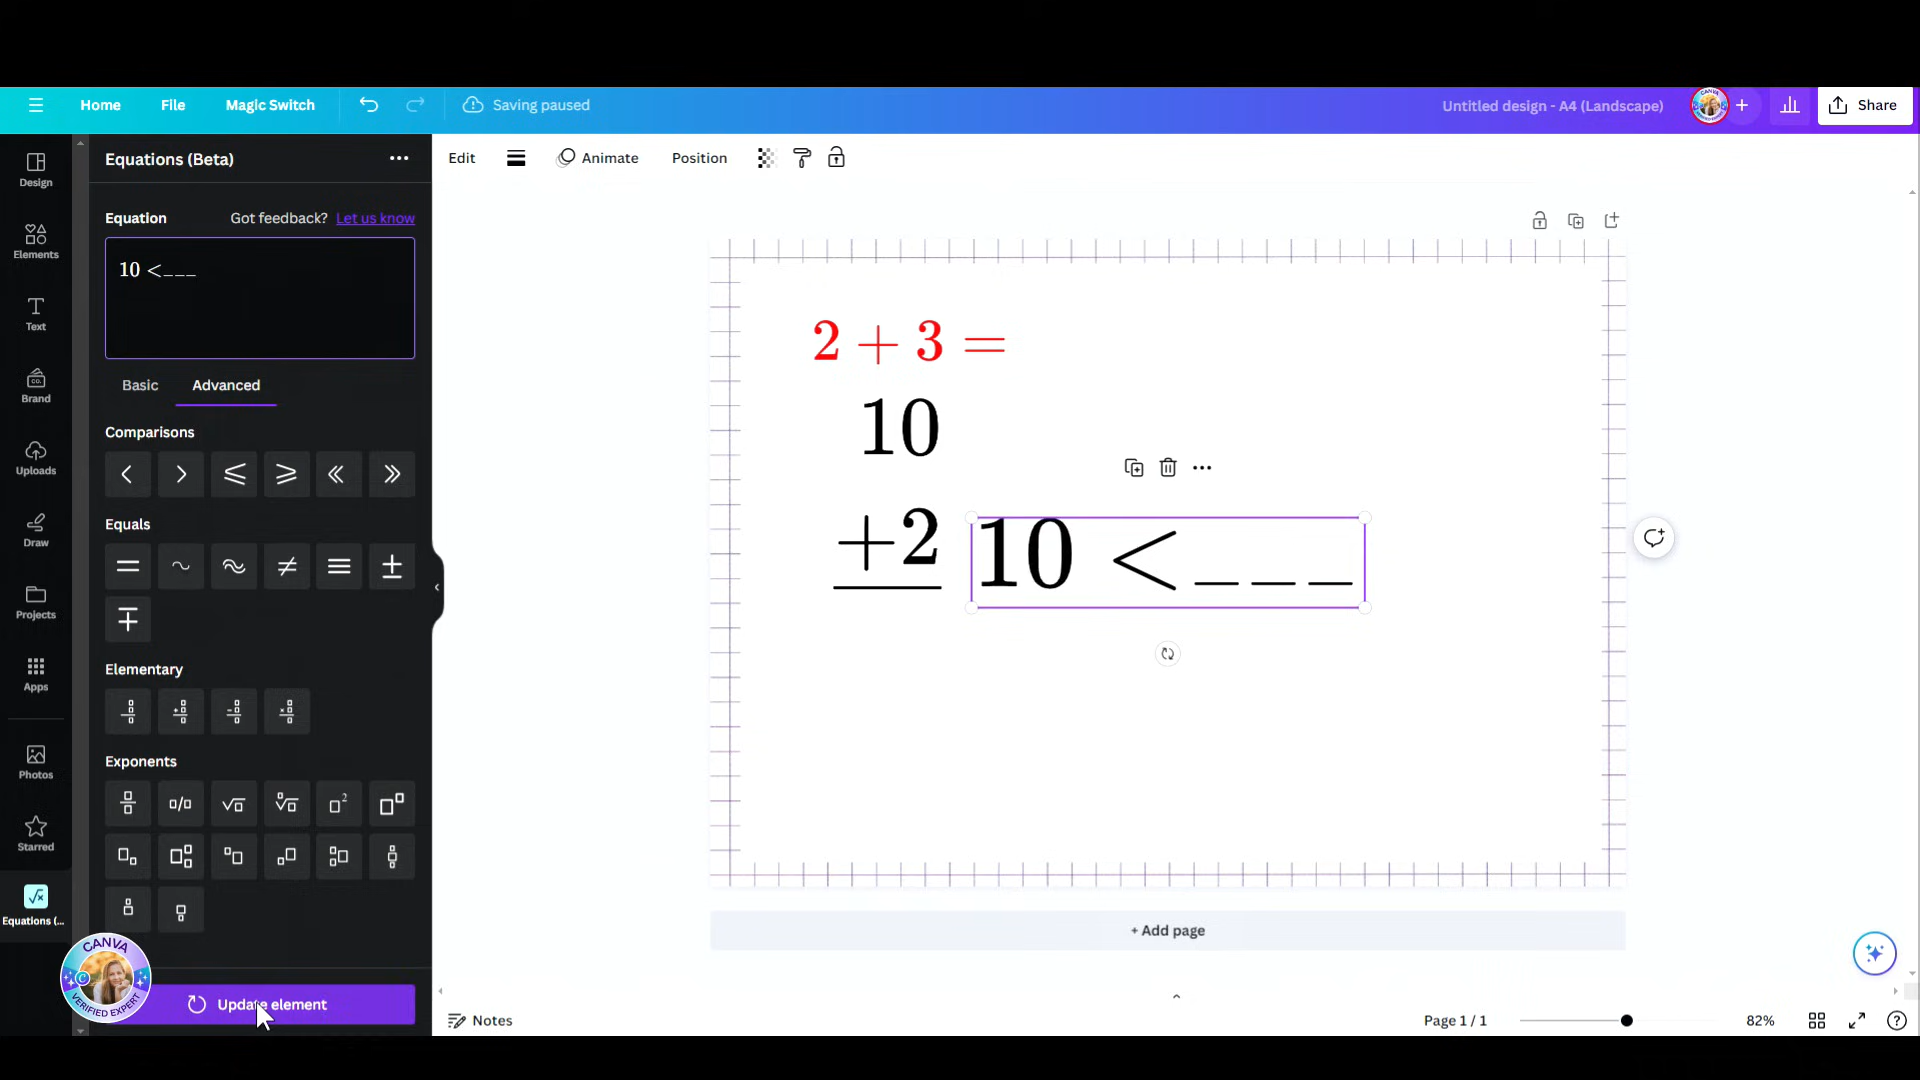 Home File Magic Switch Saving paused Untitled design - A4 (Landscape) Share
Edit Animate Position
Design
Elements
Text
Brand
Uploads
Draw
Projects
Apps
Photos
Starred
Equations (...
Equations (Beta)
Equation Got feedback? Let us know
10 <___
Basic Advanced
Comparisons
< > ≤ ≥ ≪ ≫
Equals
= ~ ≈ ≠ ≡ ±
∓
Elementary
Exponents
Update element
CANVA
VERIFIED EXPERT
2 + 3 =
10
+2
10 <___
+ Add page
Notes Page 1 / 1 82%